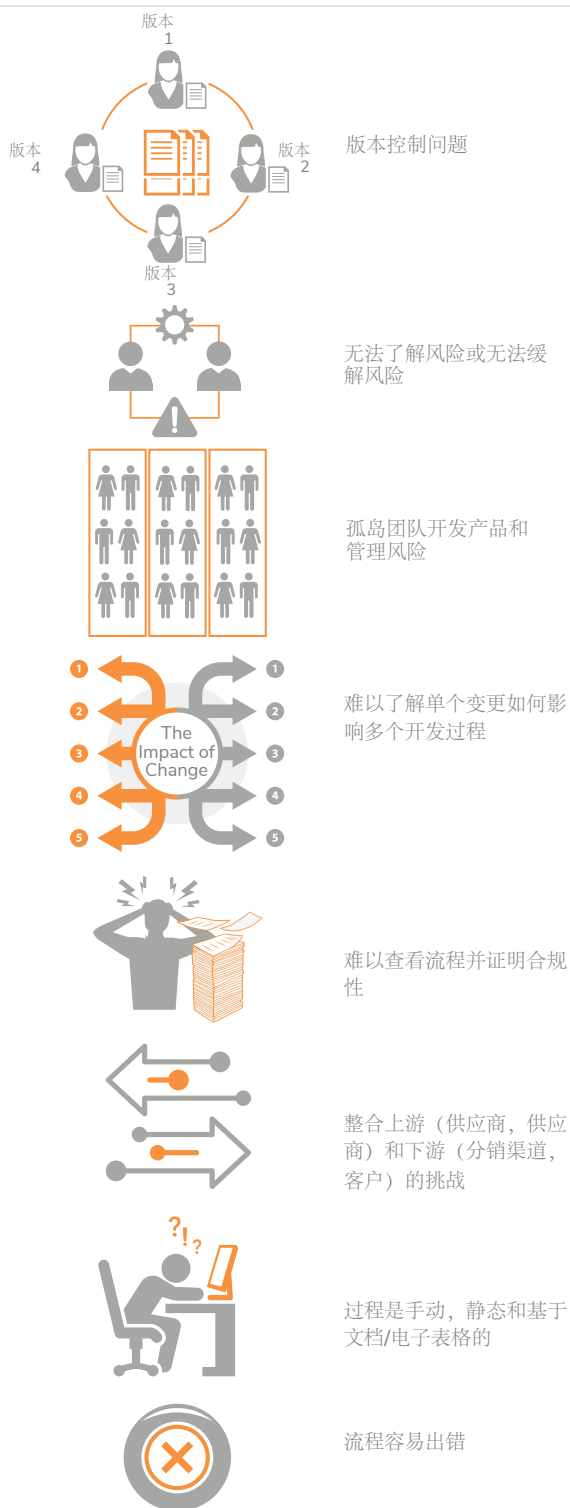 版本
1
版本
4
版本
2
版本
3
版本控制问题
无法了解风险或无法缓
解风险
孤岛团队开发产品和
管理风险
1
2
3
4
5
The
Impact of
Change
1
2
3
4
5
难以了解单个变更如何影
响多个开发过程
难以查看流程并证明合规
性
整合上游（供应商，供应
商）和下游（分销渠道，
客户）的挑战
??
!
?
过程是手动，静态和基于
文档/电子表格的
流程容易出错